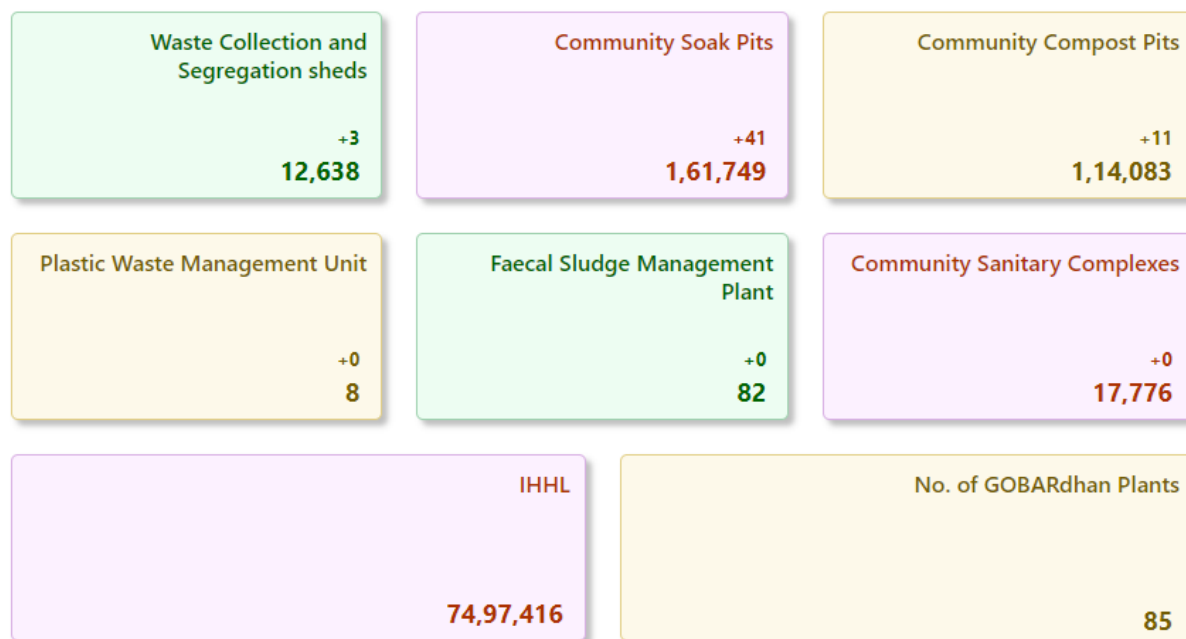 Waste Collection and
Segregation sheds
+3
12,638
Community Soak Pits
+41
1,61,749
Community Compost Pits
+11
1,14,083
Plastic Waste Management Unit
+0
8
Faecal Sludge Management
Plant
+0
82
Community Sanitary Complexes
+0
17,776
IHHL
74,97,416
No. of GOBARdhan Plants
85